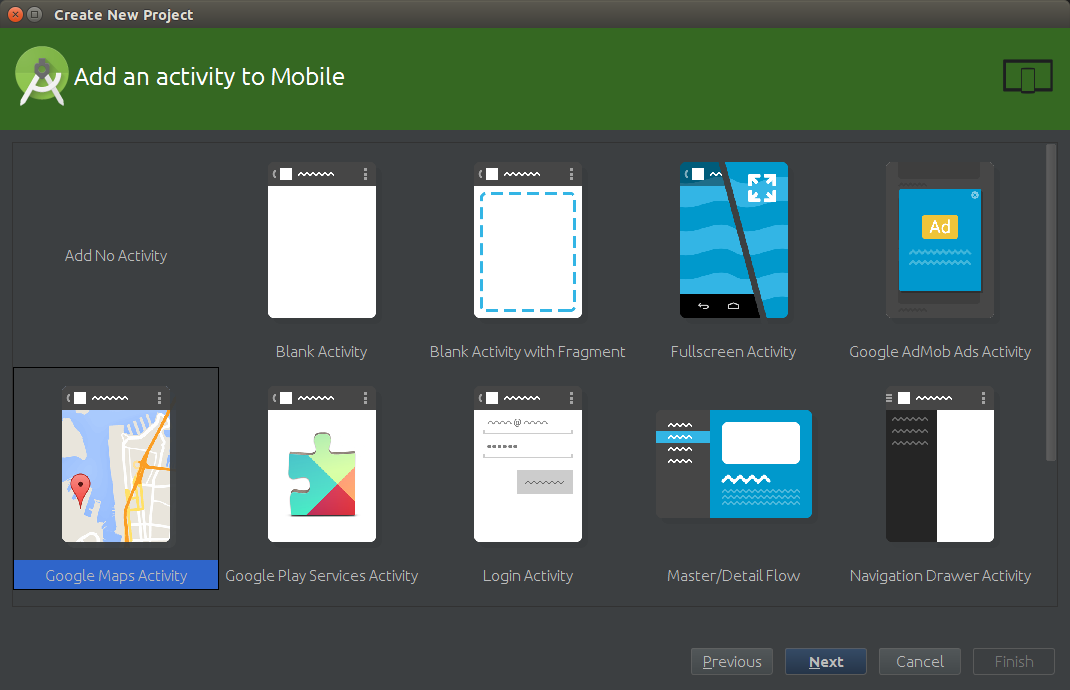 Create New Project
Add an activity to Mobile
Add No Activity
Blank Activity
Blank Activity with Fragment
Fullscreen Activity
Ad
Google AdMob Ads Activity
Google Maps Activity
Google Play Services Activity
@
Login Activity
Master/Detail Flow
Navigation Drawer Activity
Previous
Next
Cancel
Finish